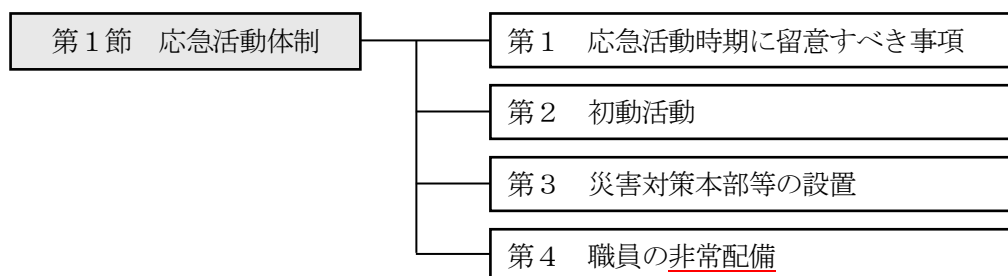 第１節　応急活動体制
第１　応急活動時期に留意すべき事項
第２　初動活動
第３　災害対策本部等の設置
第４　職員の非常配備